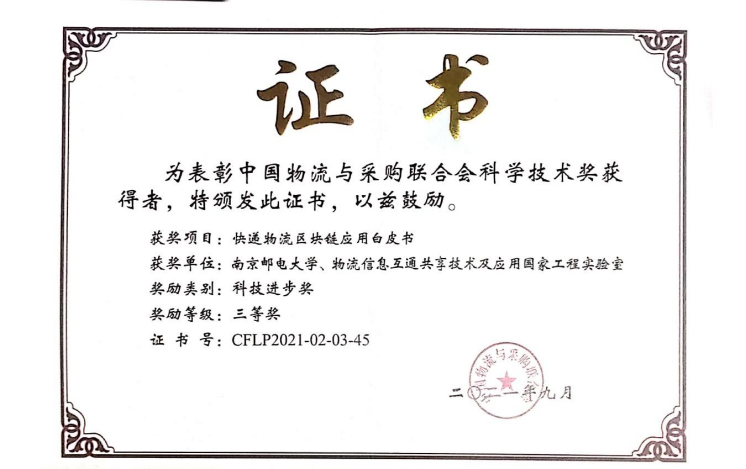 证 书
为表彰中国物流与采购联合会科学技术奖获
得者，特颁发此证书，以兹鼓励。
获奖项目：快递物流区块链应用白皮书
获奖单位：南京邮电大学、物流信息互通共享技术及应用国家工程实验室
奖励类别：科技进步奖
奖励等级：三等奖
证 书 号：CFLP2021-02-03-45
中国物流与采购联合会
二〇二一年九月